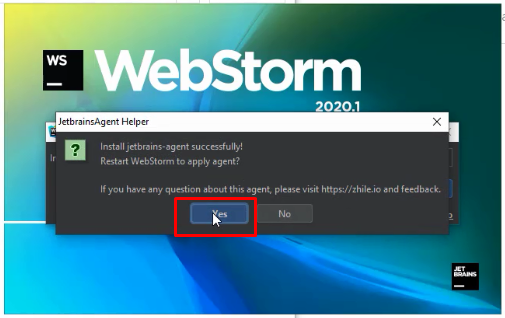 WS
WebStorm
2020.1
JetbrainsAgent Helper
Install jetbrains-agent successfully!
Restart WebStorm to apply agent?
If you have any question about this agent, please visit https://zhile.io and feedback.
Yes
No
JET
BRAINS